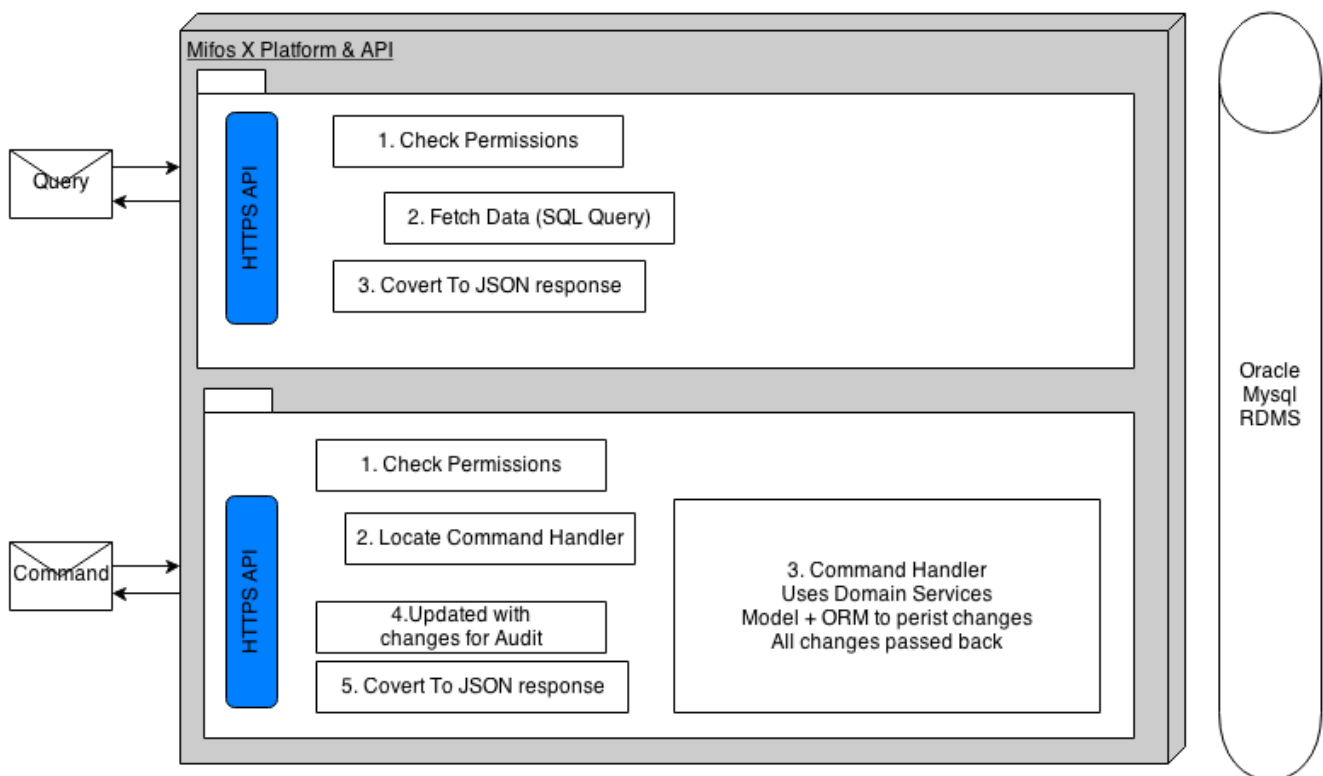 Mifos X Platform & API
Query
HTTPS API
1. Check Permissions
2. Fetch Data (SQL Query)
3. Covert To JSON response
Command
HTTPS API
1. Check Permissions
2. Locate Command Handler
3. Command Handler
Uses Domain Services
Model + ORM to perist changes
All changes passed back
4.Updated with
changes for Audit
5. Covert To JSON response
Oracle
Mysql
RDMS